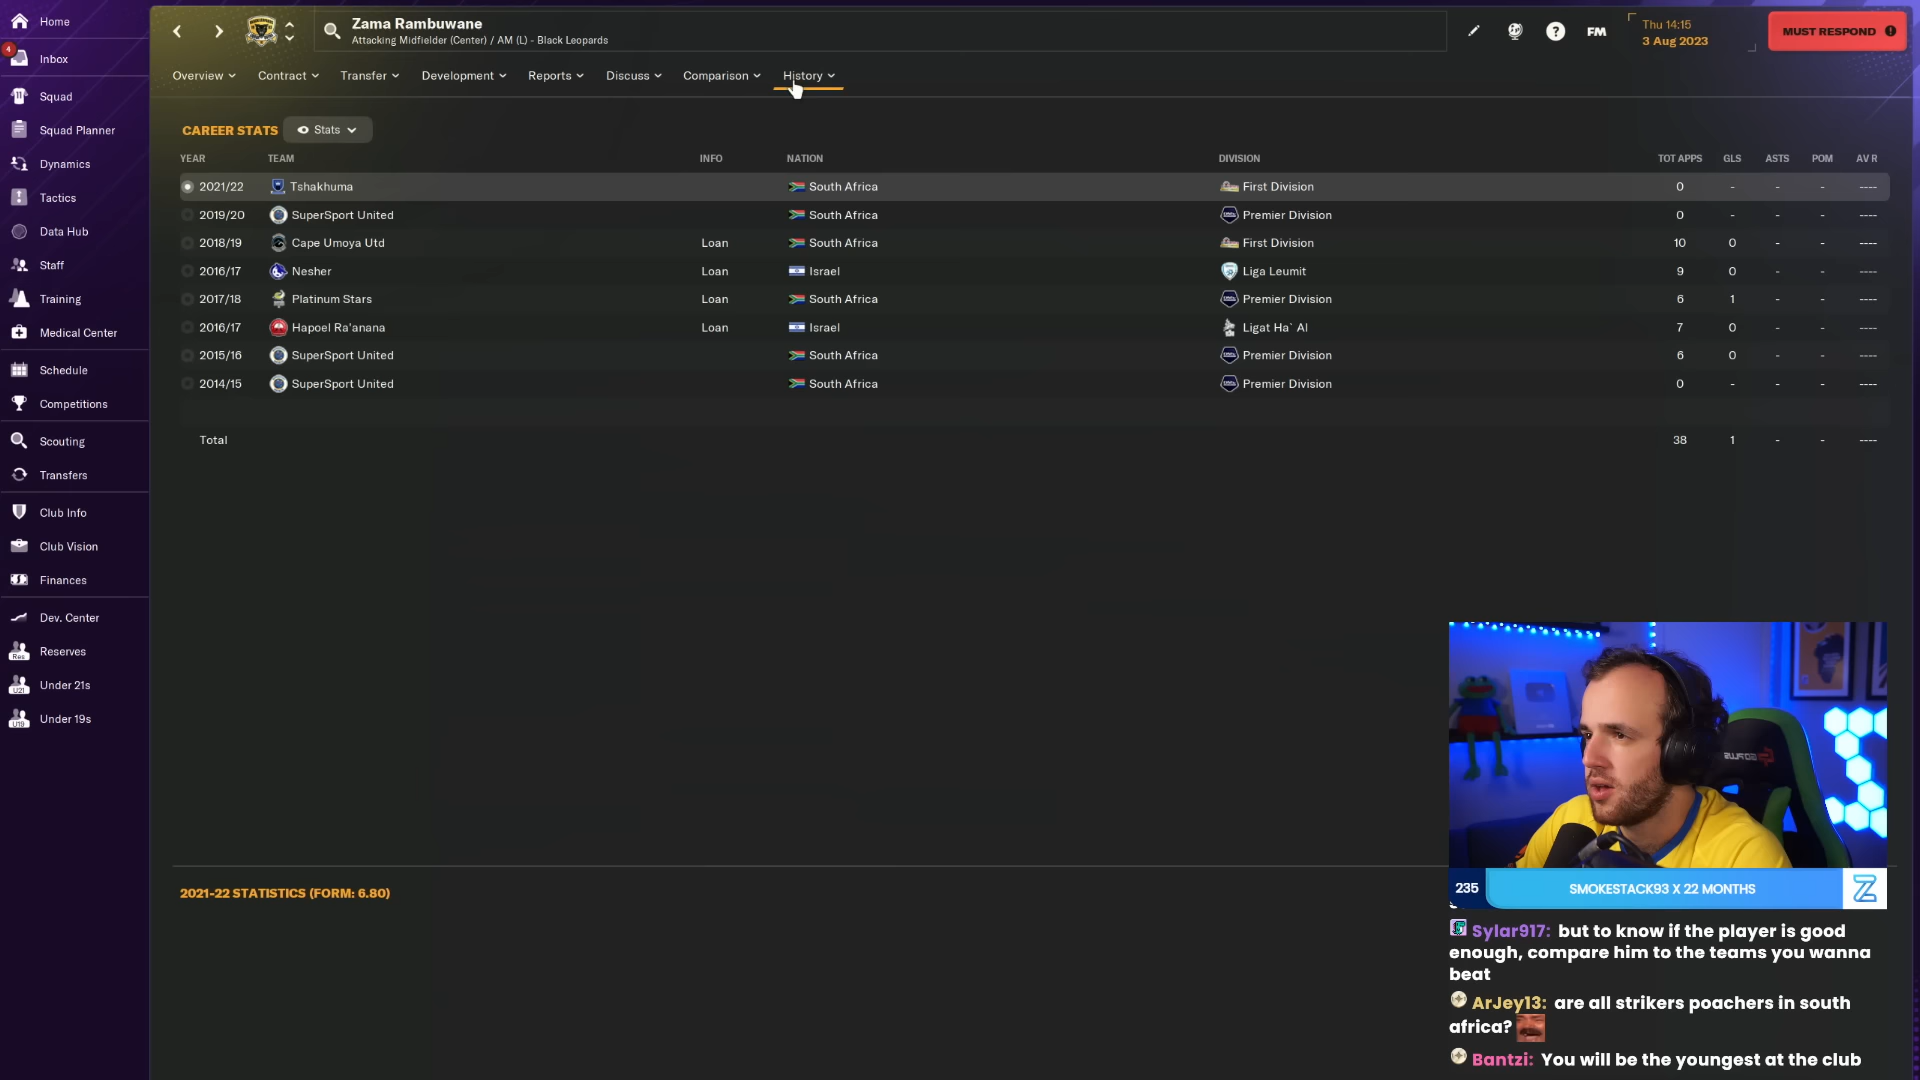 Home
4
Inbox
Squad
Squad Planner
Dynamics
Tactics
Data Hub
Staff
Training
Medical Center
Schedule
Competitions
Scouting
Transfers
Club Info
Club Vision
Finances
Dev. Center
Reserves
Under 21s
Under 19s
Zama Rambuwane
Attacking Midfielder (Center) / AM (L) - Black Leopards
FM
Thu 14:15
3 Aug 2023
MUST RESPOND
Overview Contract Transfer Development Reports Discuss Comparison History
CAREER STATS Stats
YEAR TEAM INFO NATION DIVISION TOT APPS GLS ASTS POM AV R
2021/22 Tshakhuma South Africa First Division 0 - - - ----
2019/20 SuperSport United South Africa Premier Division 0 - - - ----
2018/19 Cape Umoya Utd Loan South Africa First Division 10 0 - - ----
2016/17 Nesher Loan Israel Liga Leumit 9 0 - - ----
2017/18 Platinum Stars Loan South Africa Premier Division 6 1 - - ----
2016/17 Hapoel Ra'anana Loan Israel Ligat Ha` Al 7 0 - - ----
2015/16 SuperSport United South Africa Premier Division 6 0 - - ----
2014/15 SuperSport United South Africa Premier Division 0 - - - ----
Total 38 1 - - ----
2021-22 STATISTICS (FORM: 6.80)
235 SMOKESTACK93 X 22 MONTHS
Sylar917: but to know if the player is good
enough, compare him to the teams you wanna
beat
ArJey13: are all strikers poachers in south
africa?
Bantzi: You will be the youngest at the club